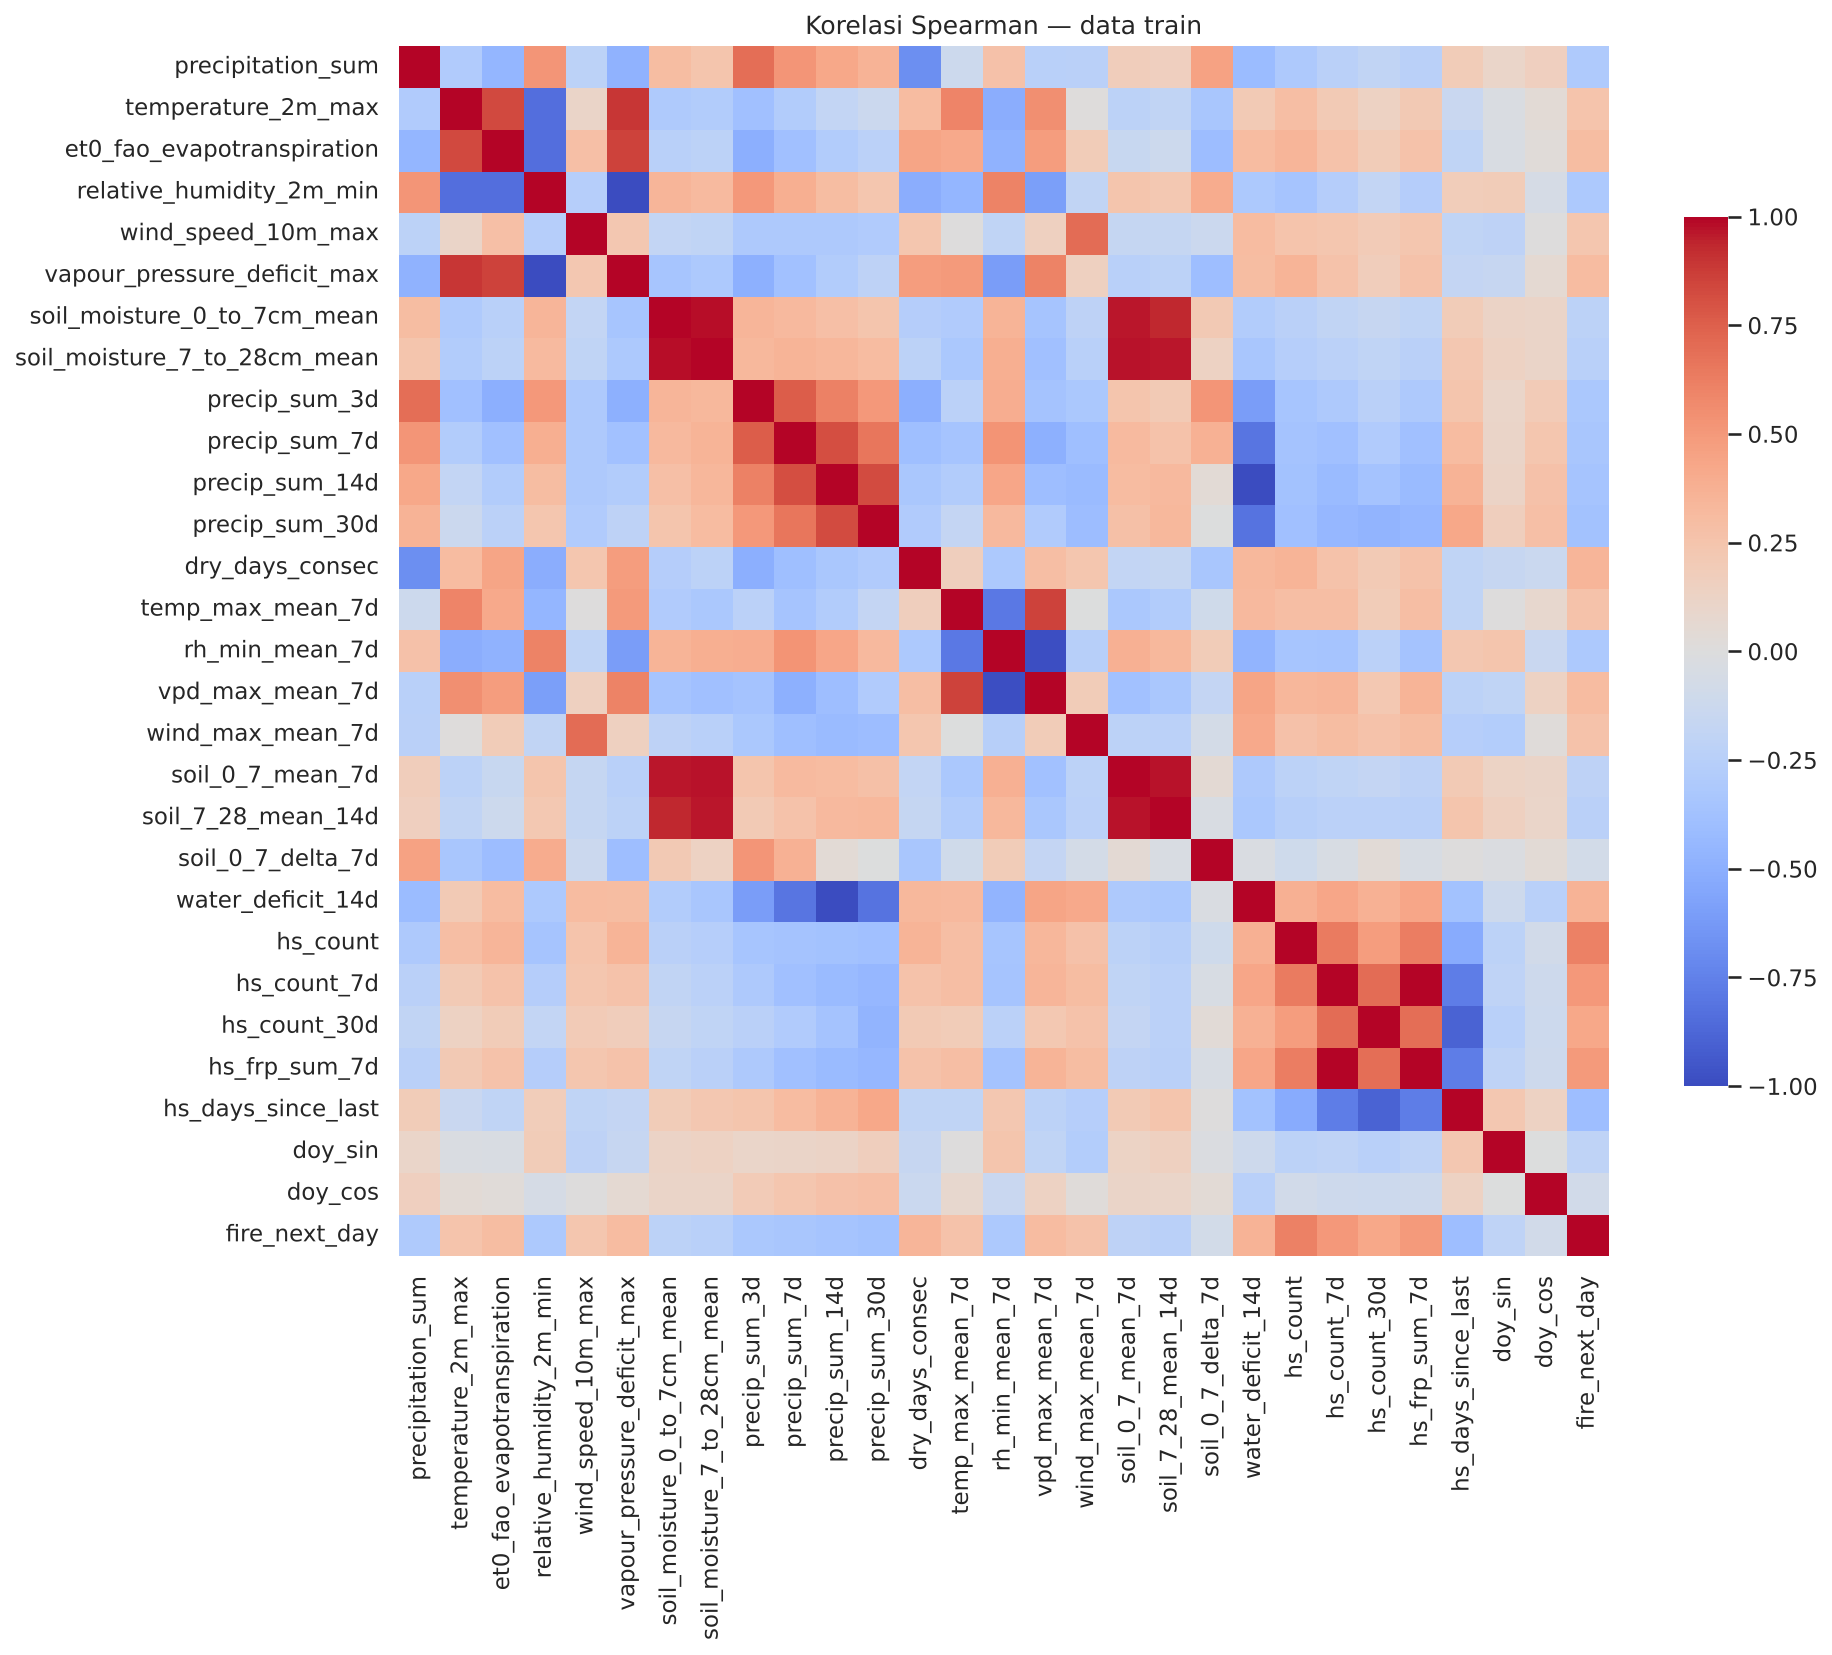 Korelasi Spearman — data train
precipitation_sum
temperature_2m_max
et0_fao_evapotranspiration
relative_humidity_2m_min
wind_speed_10m_max
vapour_pressure_deficit_max
soil_moisture_0_to_7cm_mean
soil_moisture_7_to_28cm_mean
precip_sum_3d
precip_sum_7d
precip_sum_14d
precip_sum_30d
dry_days_consec
temp_max_mean_7d
rh_min_mean_7d
vpd_max_mean_7d
wind_max_mean_7d
soil_0_7_mean_7d
soil_7_28_mean_14d
soil_0_7_delta_7d
water_deficit_14d
hs_count
hs_count_7d
hs_count_30d
hs_frp_sum_7d
hs_days_since_last
doy_sin
doy_cos
fire_next_day
precipitation_sum
temperature_2m_max
et0_fao_evapotranspiration
relative_humidity_2m_min
wind_speed_10m_max
vapour_pressure_deficit_max
soil_moisture_0_to_7cm_mean
soil_moisture_7_to_28cm_mean
precip_sum_3d
precip_sum_7d
precip_sum_14d
precip_sum_30d
dry_days_consec
temp_max_mean_7d
rh_min_mean_7d
vpd_max_mean_7d
wind_max_mean_7d
soil_0_7_mean_7d
soil_7_28_mean_14d
soil_0_7_delta_7d
water_deficit_14d
hs_count
hs_count_7d
hs_count_30d
hs_frp_sum_7d
hs_days_since_last
doy_sin
doy_cos
fire_next_day
1.00
0.75
0.50
0.25
0.00
−0.25
−0.50
−0.75
−1.00